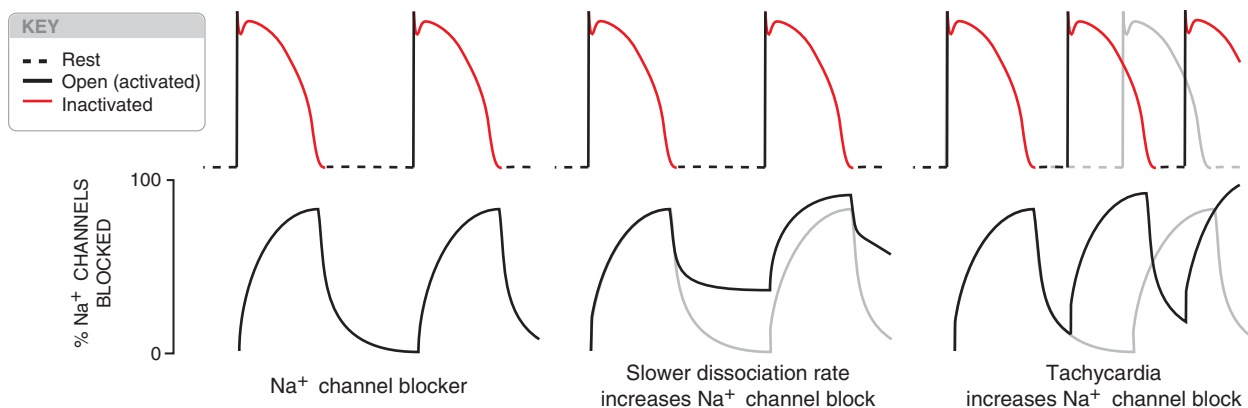 KEY
Rest
Open (activated)
Inactivated
100
% Na⁺ CHANNELS
BLOCKED
0
Na⁺ channel blocker
Slower dissociation rate
increases Na⁺ channel block
Tachycardia
increases Na⁺ channel block